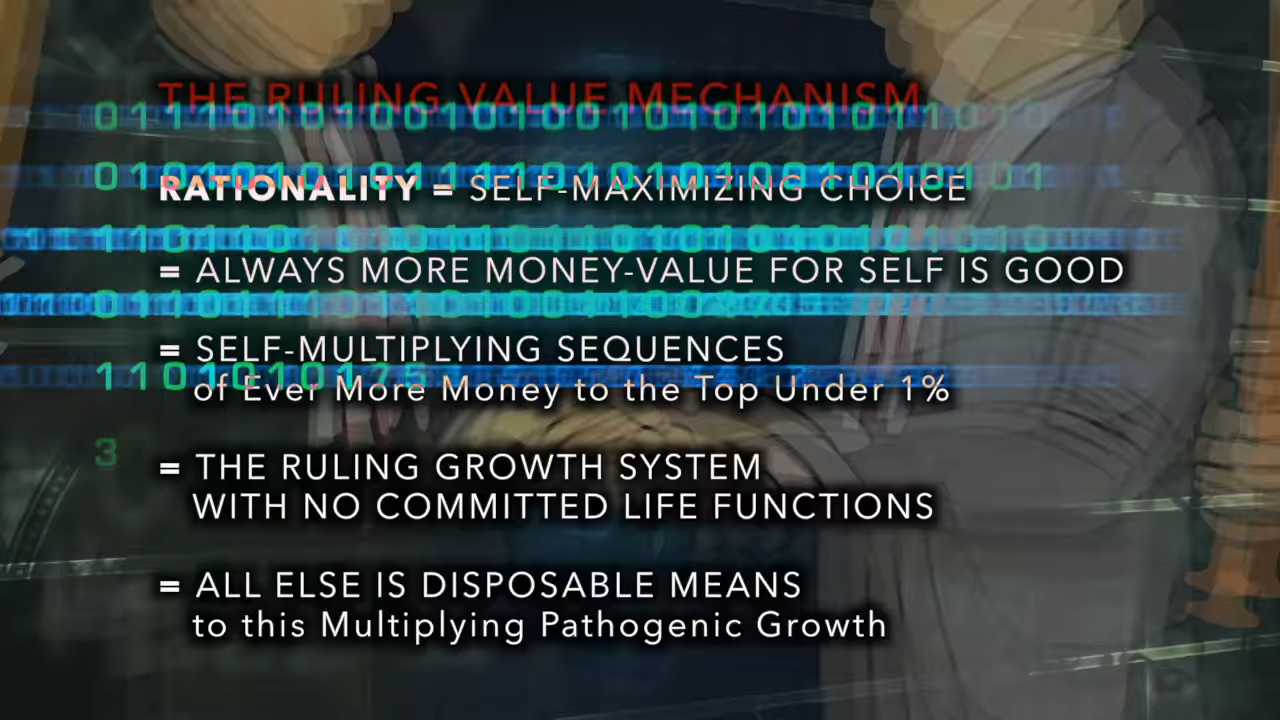 THE RULING VALUE MECHANISM
RATIONALITY = SELF-MAXIMIZING CHOICE
= ALWAYS MORE MONEY-VALUE FOR SELF IS GOOD
= SELF-MULTIPLYING SEQUENCES
of Ever More Money to the Top Under 1%
= THE RULING GROWTH SYSTEM
WITH NO COMMITTED LIFE FUNCTIONS
= ALL ELSE IS DISPOSABLE MEANS
to this Multiplying Pathogenic Growth
3